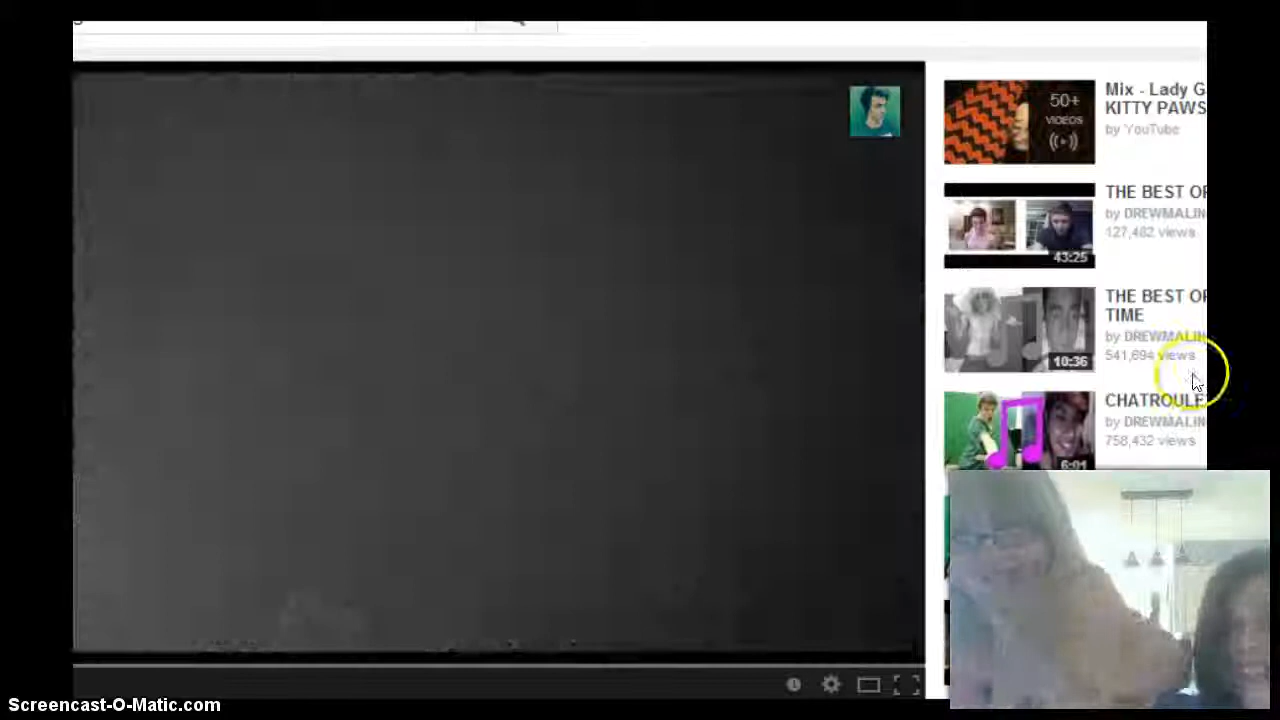 Mix - Lady G
50+
KITTY PAWS
VIDEOS
by YouTube
THE BEST OF
by DREWMALIN
127,482 views
43:25
THE BEST OF
TIME
by DREWMALIN
541,694 views
10:36
CHATROULE
by DREWMALIN
758,432 views
6:01
Screencast-O-Matic.com